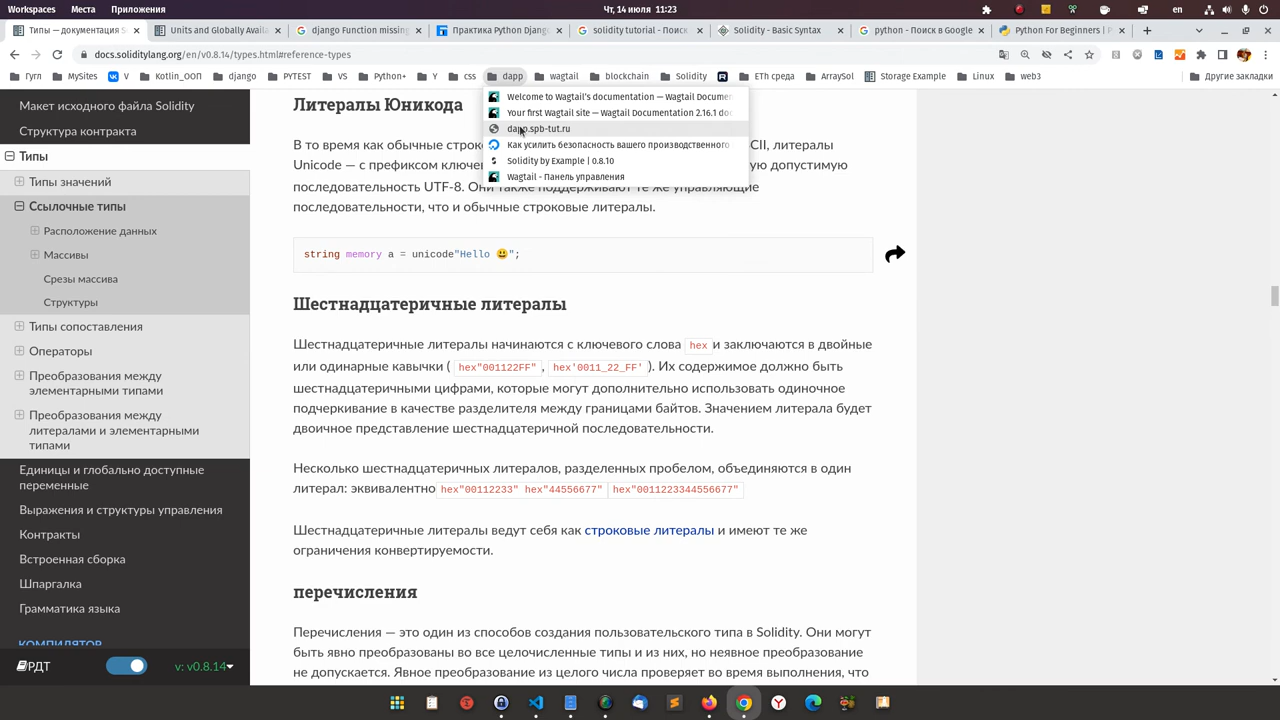 Workspaces Места Приложения Чт, 14 июля 11:23 en
Типы — документация S Units and Globally Avail django Function missing Практика Python Djang solidity tutorial - Поиск Solidity - Basic Syntax python - Поиск в Google Python For Beginners | Py
docs.soliditylang.org/en/v0.8.14/types.html#reference-types
Гугл MySites V Kotlin_ООП django PYTEST VS Python+ Y css dapp wagtail blockchain Solidity R ETH среда ArraySol Storage Example Linux web3 Другие закладки
Welcome to Wagtail's documentation — Wagtail Documen
Your first Wagtail site — Wagtail Documentation 2.16.1 doc
dapp.spb-tut.ru
Как усилить безопасность вашего производственного
Solidity by Example | 0.8.10
Wagtail - Панель управления
Макет исходного файла Solidity
Структура контракта
Типы
Типы значений
Ссылочные типы
Расположение данных
Массивы
Срезы массива
Структуры
Типы сопоставления
Операторы
Преобразования между
элементарными типами
Преобразования между
литералами и элементарными
типами
Единицы и глобально доступные
переменные
Выражения и структуры управления
Контракты
Встроенная сборка
Шпаргалка
Грамматика языка
КОМПИЛЯТОР
РДТ v: v0.8.14
Литералы Юникода
В то время как обычные строко CII, литералы
Unicode — с префиксом ключев ую допустимую
последовательность UTF-8. Они также поддерживают те же управляющие
последовательности, что и обычные строковые литералы.
string memory a = unicode"Hello 😃";
Шестнадцатеричные литералы
Шестнадцатеричные литералы начинаются с ключевого слова hex и заключаются в двойные
или одинарные кавычки ( hex"001122FF" , hex'0011_22_FF' ). Их содержимое должно быть
шестнадцатеричными цифрами, которые могут дополнительно использовать одиночное
подчеркивание в качестве разделителя между границами байтов. Значением литерала будет
двоичное представление шестнадцатеричной последовательности.
Несколько шестнадцатеричных литералов, разделенных пробелом, объединяются в один
литерал: эквивалентно hex"00112233" hex"44556677" hex"0011223344556677"
Шестнадцатеричные литералы ведут себя как строковые литералы и имеют те же
ограничения конвертируемости.
перечисления
Перечисления — это один из способов создания пользовательского типа в Solidity. Они могут
быть явно преобразованы во все целочисленные типы и из них, но неявное преобразование
не допускается. Явное преобразование из целого числа проверяет во время выполнения, что